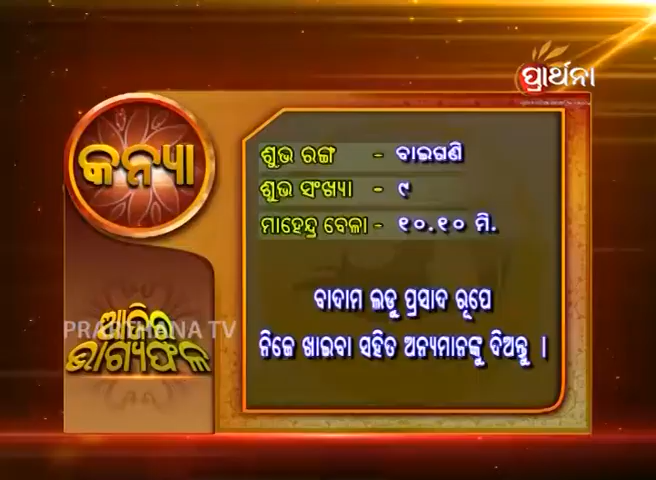 ପ୍ରାର୍ଥନା
କନ୍ୟା
ଶୁଭ ରଙ୍ଗ - ବାଇଗଣି
ଶୁଭ ସଂଖ୍ୟା - ୯
ମାହେନ୍ଦ୍ର ବେଳା - ୧୦.୧୦ ମି.
ବାଦାମ ଲଡୁ ପ୍ରସାଦ ରୂପେ
ନିଜେ ଖାଇବା ସହିତ ଅନ୍ୟମାନଙ୍କୁ ଦିଅନ୍ତୁ ।
ଆଜିର
ଭାଗ୍ୟଫଳ
PRARTHANA TV